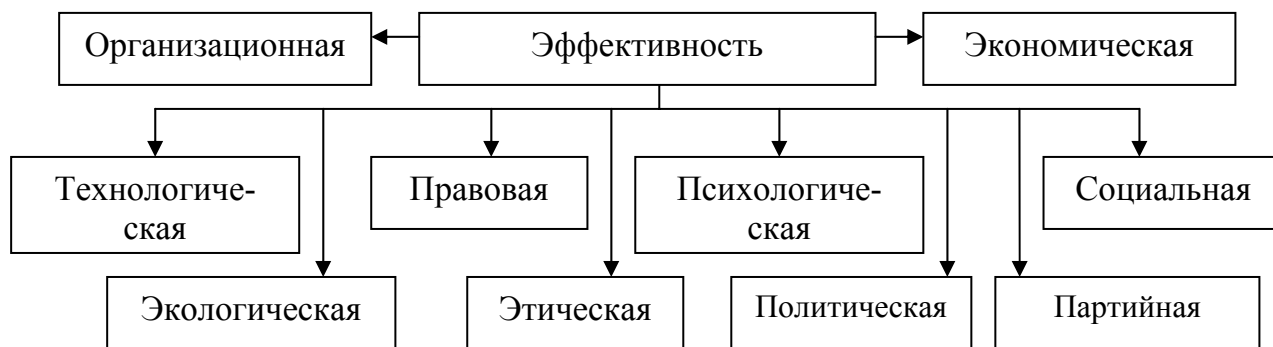 Организационная
Эффективность
Экономическая
Технологиче-
ская
Правовая
Психологиче-
ская
Социальная
Экологическая
Этическая
Политическая
Партийная